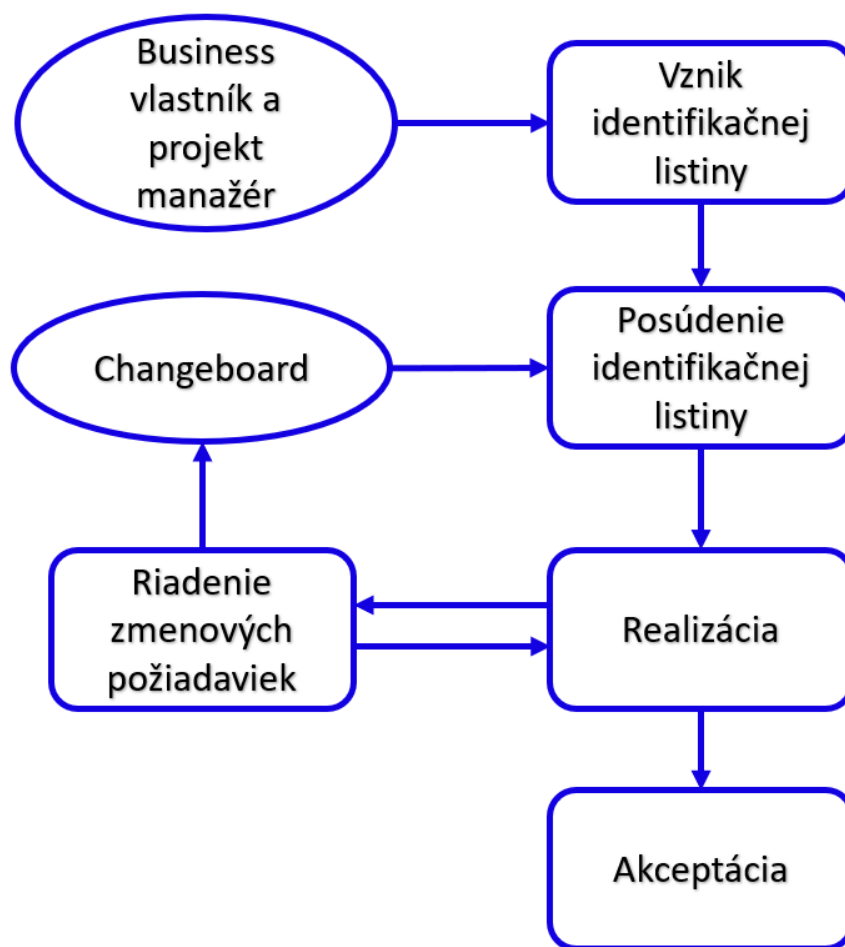 Business
vlastník a
projekt
manažér
Vznik
identifikačnej
listiny
Changeboard
Posúdenie
identifikačnej
listiny
Riadenie
zmenových
požiadaviek
Realizácia
Akceptácia